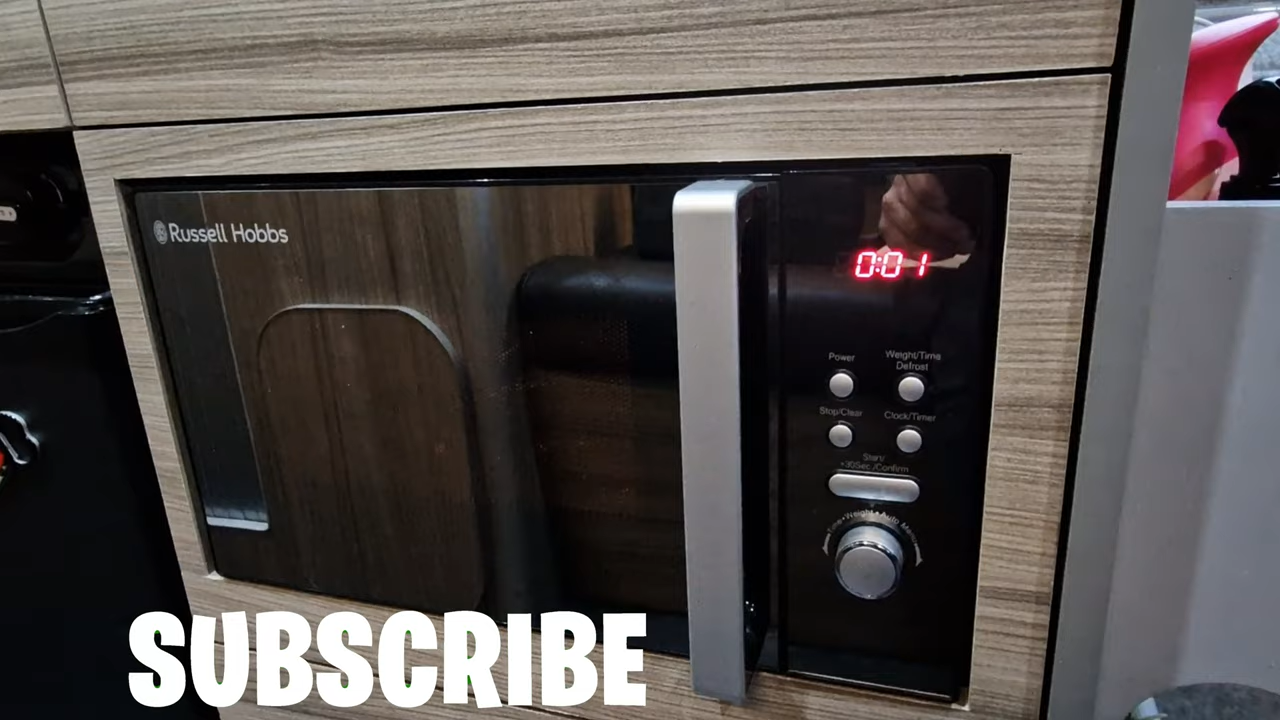 Russell Hobbs
0:01
Power
Weight/Time
Defrost
Stop/Clear
Clock/Timer
Start/
+30Sec./Confirm
Time•Weight•Auto Menu
SUBSCRIBE